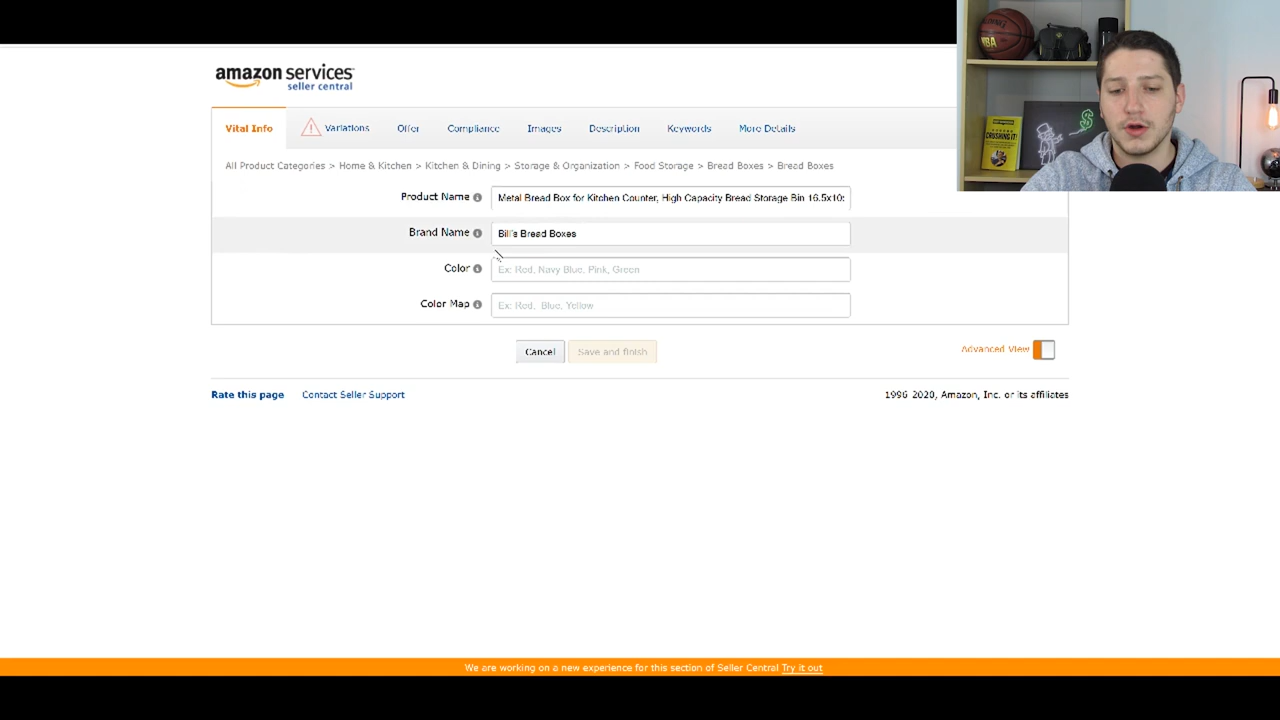 amazon services
seller central
Vital Info
Variations
Offer
Compliance
Images
Description
Keywords
More Details
All Product Categories > Home & Kitchen > Kitchen & Dining > Storage & Organization > Food Storage > Bread Boxes > Bread Boxes
Product Name
Metal Bread Box for Kitchen Counter, High Capacity Bread Storage Bin 16.5x10
Brand Name
Bill's Bread Boxes
Color
Ex: Red, Navy Blue, Pink, Green
Color Map
Ex: Red, Blue, Yellow
Cancel
Save and finish
Advanced View
Rate this page
Contact Seller Support
1996 2020, Amazon, Inc. or its affiliates
We are working on a new experience for this section of Seller Central Try it out
SPALDING
NBA
CRUSHING IT!
$